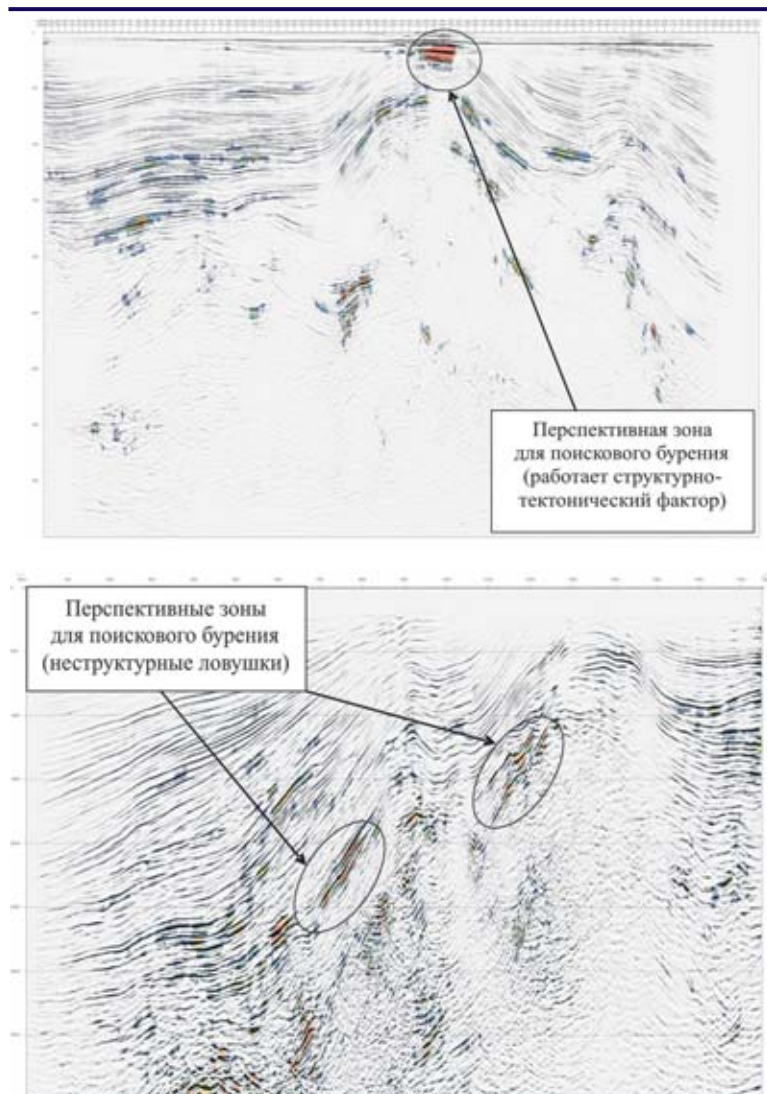 Перспективная зона
для поискового бурения
(работает структурно-
тектонический фактор)
Перспективные зоны
для поискового бурения
(неструктурные ловушки)